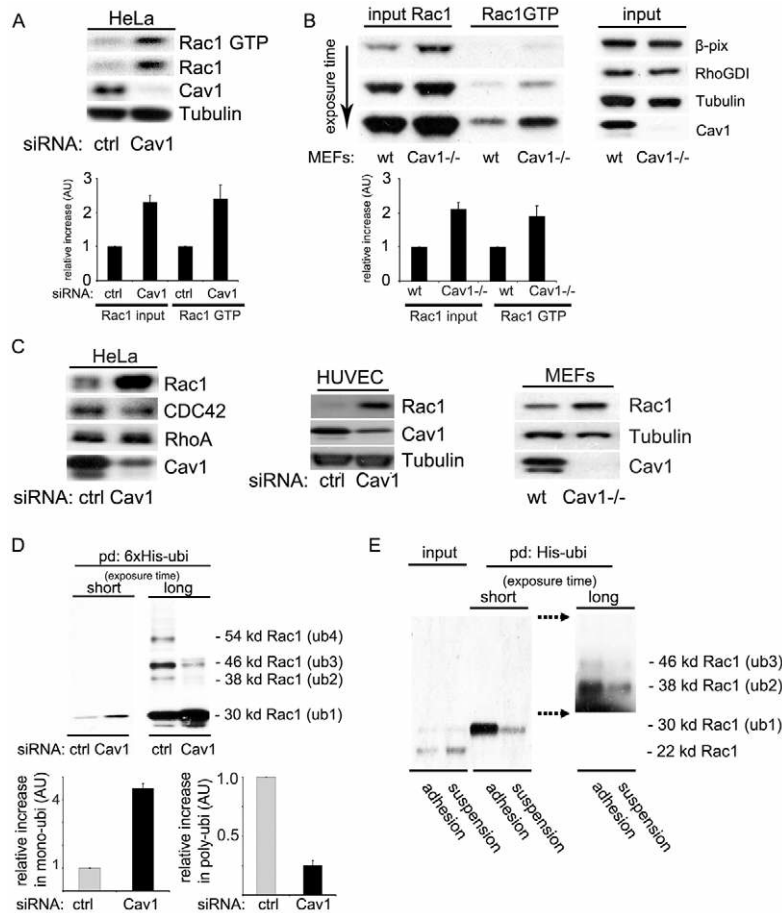 A
HeLa
Rac1 GTP
Rac1
Cav1
Tubulin
siRNA: ctrl Cav1
relative increase (AU)
3
2
1
0
siRNA: ctrl Cav1 ctrl Cav1
Rac1 input Rac1 GTP
B
input Rac1 Rac1GTP input
exposure time
β-pix
RhoGDI
Tubulin
Cav1
MEFs: wt Cav1-/- wt Cav1-/- wt Cav1-/-
relative increase (AU)
3
2
1
0
wt Cav1-/- wt Cav1-/-
Rac1 input Rac1 GTP
C
HeLa
Rac1
CDC42
RhoA
Cav1
siRNA: ctrl Cav1
HUVEC
Rac1
Cav1
Tubulin
siRNA: ctrl Cav1
MEFs
Rac1
Tubulin
Cav1
wt Cav1-/-
D
pd: 6xHis-ubi
(exposure time)
short long
- 54 kd Rac1 (ub4)
- 46 kd Rac1 (ub3)
- 38 kd Rac1 (ub2)
- 30 kd Rac1 (ub1)
siRNA: ctrl Cav1 ctrl Cav1
relative increase
in mono-ubi (AU)
4
1
siRNA: ctrl Cav1
relative increase
in poly-ubi (AU)
1.0
0.5
0
siRNA: ctrl Cav1
E
input pd: His-ubi
(exposure time)
short long
- 46 kd Rac1 (ub3)
- 38 kd Rac1 (ub2)
- 30 kd Rac1 (ub1)
- 22 kd Rac1
adhesion
suspension
adhesion
suspension
adhesion
suspension